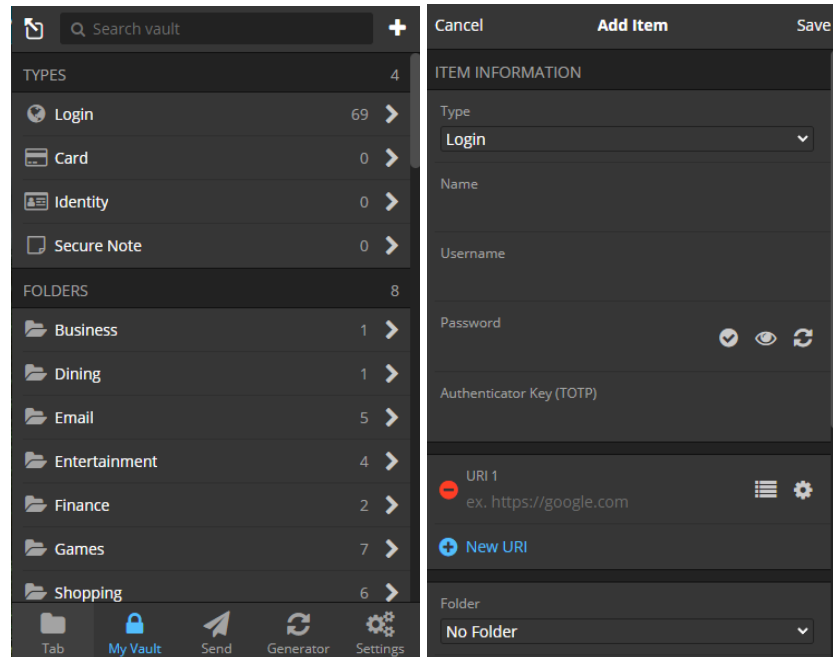 Search vault
TYPES 4
Login 69
Card 0
Identity 0
Secure Note 0
FOLDERS 8
Business 1
Dining 1
Email 5
Entertainment 4
Finance 2
Games 7
Shopping 6
Tab My Vault Send Generator Settings
Cancel Add Item Save
ITEM INFORMATION
Type
Login
Name
Username
Password
Authenticator Key (TOTP)
URI 1
ex. https://google.com
New URI
Folder
No Folder